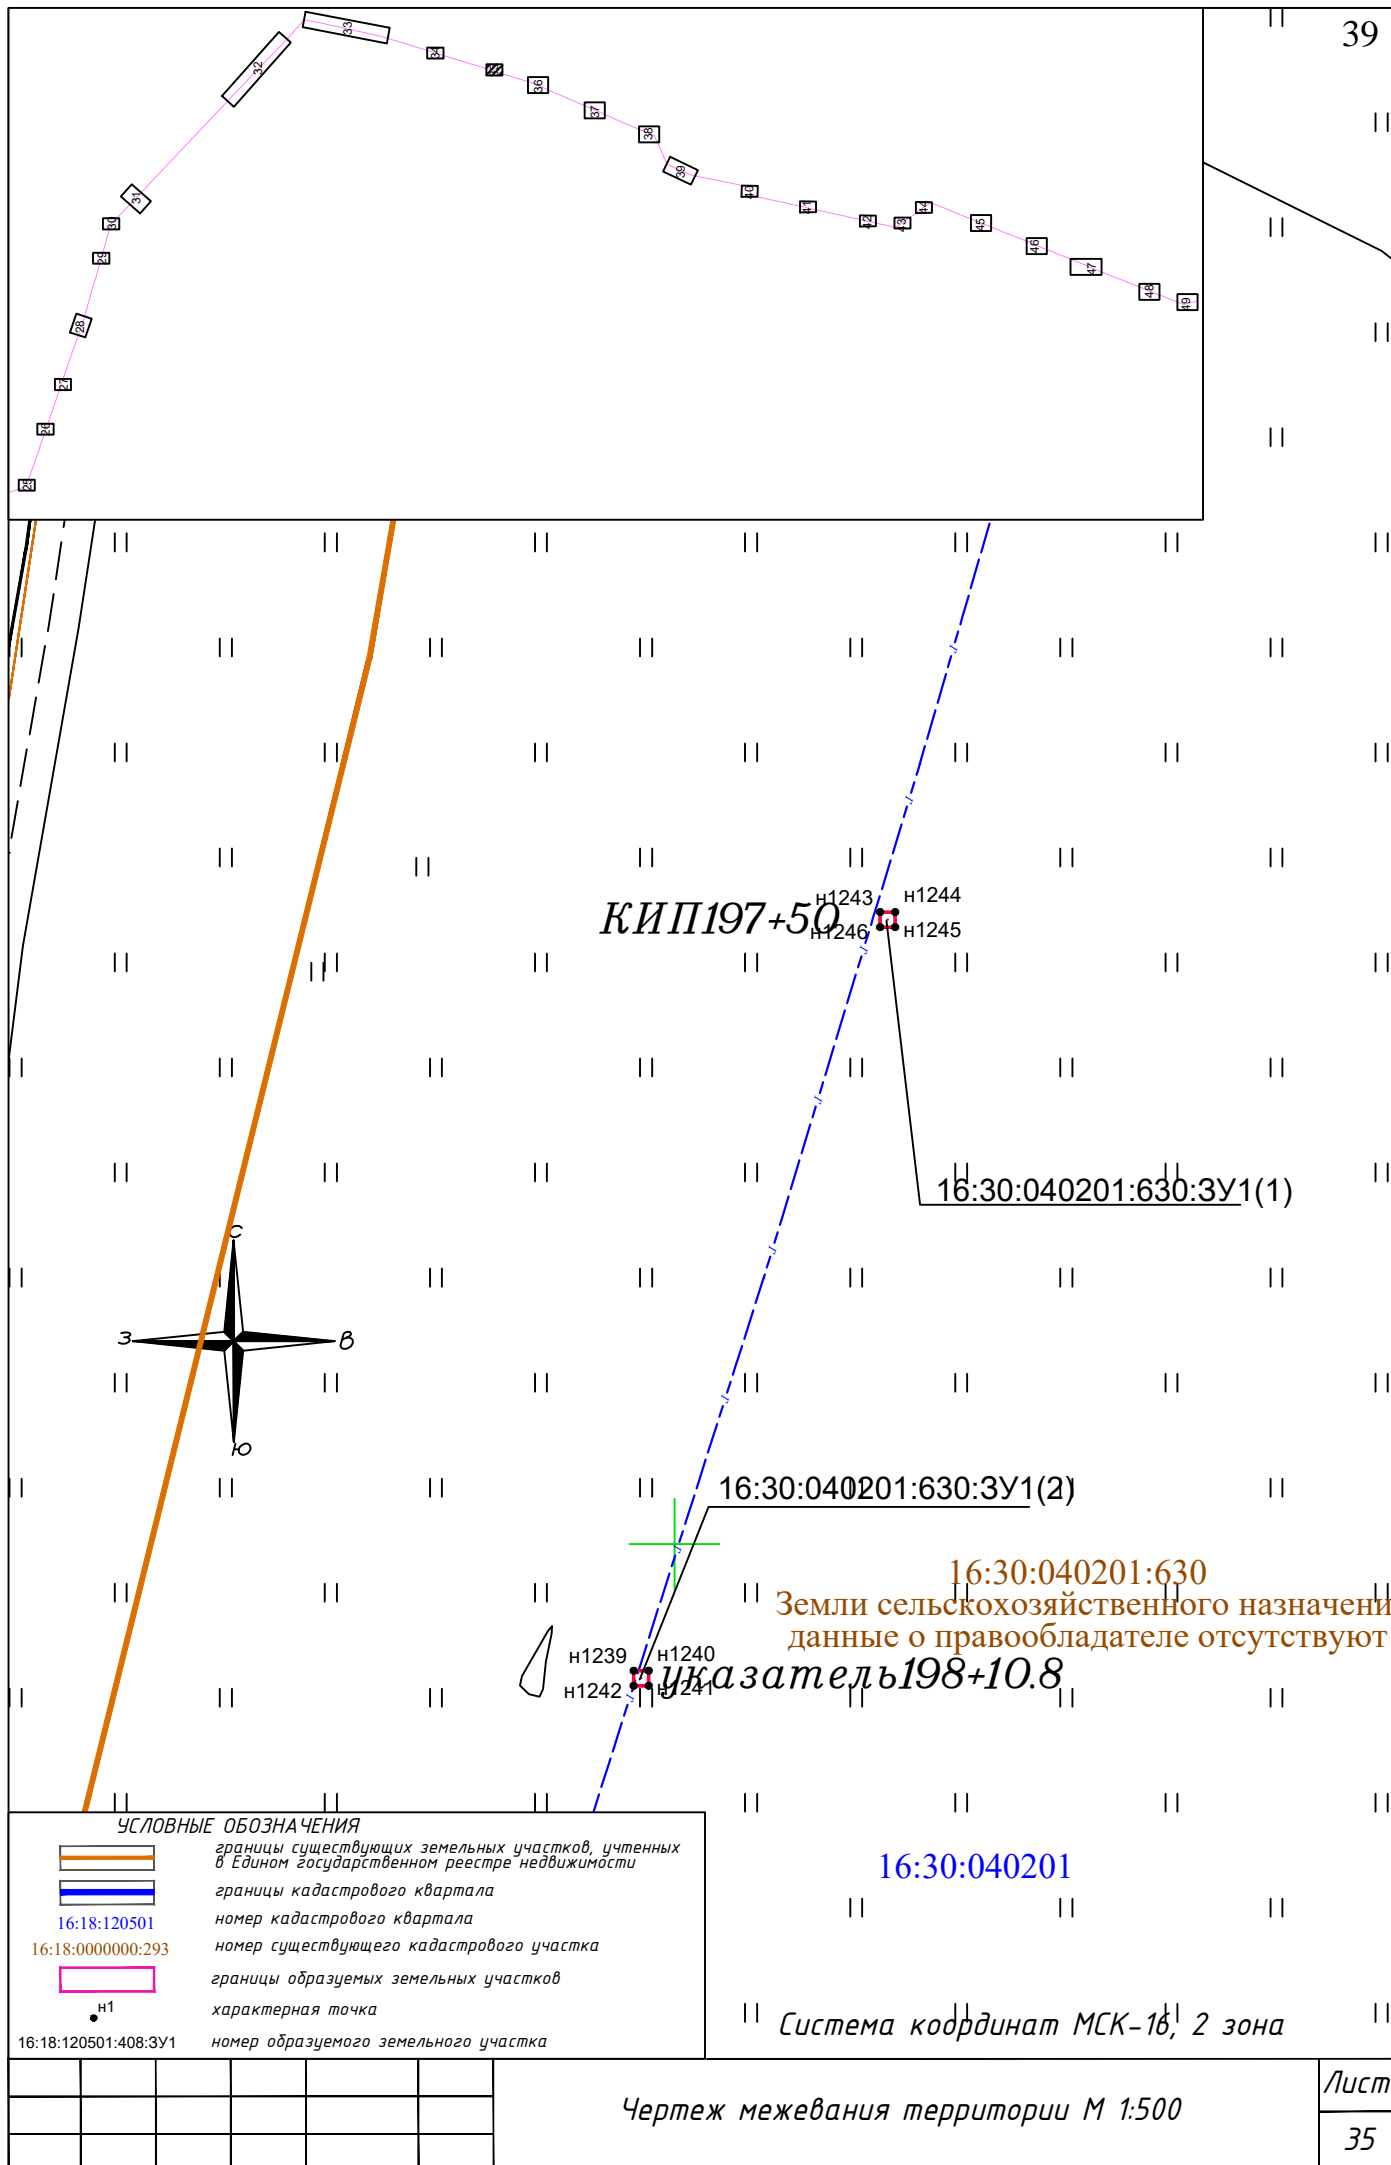 39
33
32
34
36
37
38
39
31
30
40
41
42
43
44
45
29
46
47
48
49
28
27
26
25
н1243
н1244
КИП197+50
н1246
н1245
16:30:040201:630:ЗУ1(1)
С
З
В
Ю
16:30:040201:630:ЗУ1(2)
16:30:040201:630
Земли сельскохозяйственного назначени
данные о правообладателе отсутствуют
н1239
н1240
указатель198+10.8
н1242
н1241
УСЛОВНЫЕ ОБОЗНАЧЕНИЯ
границы существующих земельных участков, учтенных
в Едином государственном реестре недвижимости
границы кадастрового квартала
16:18:120501
номер кадастрового квартала
16:18:0000000:293
номер существующего кадастрового участка
границы образуемых земельных участков
н1
характерная точка
16:18:120501:408:ЗУ1
номер образуемого земельного участка
16:30:040201
Система координат МСК-16, 2 зона
Чертеж межевания территории М 1:500
Лист
35